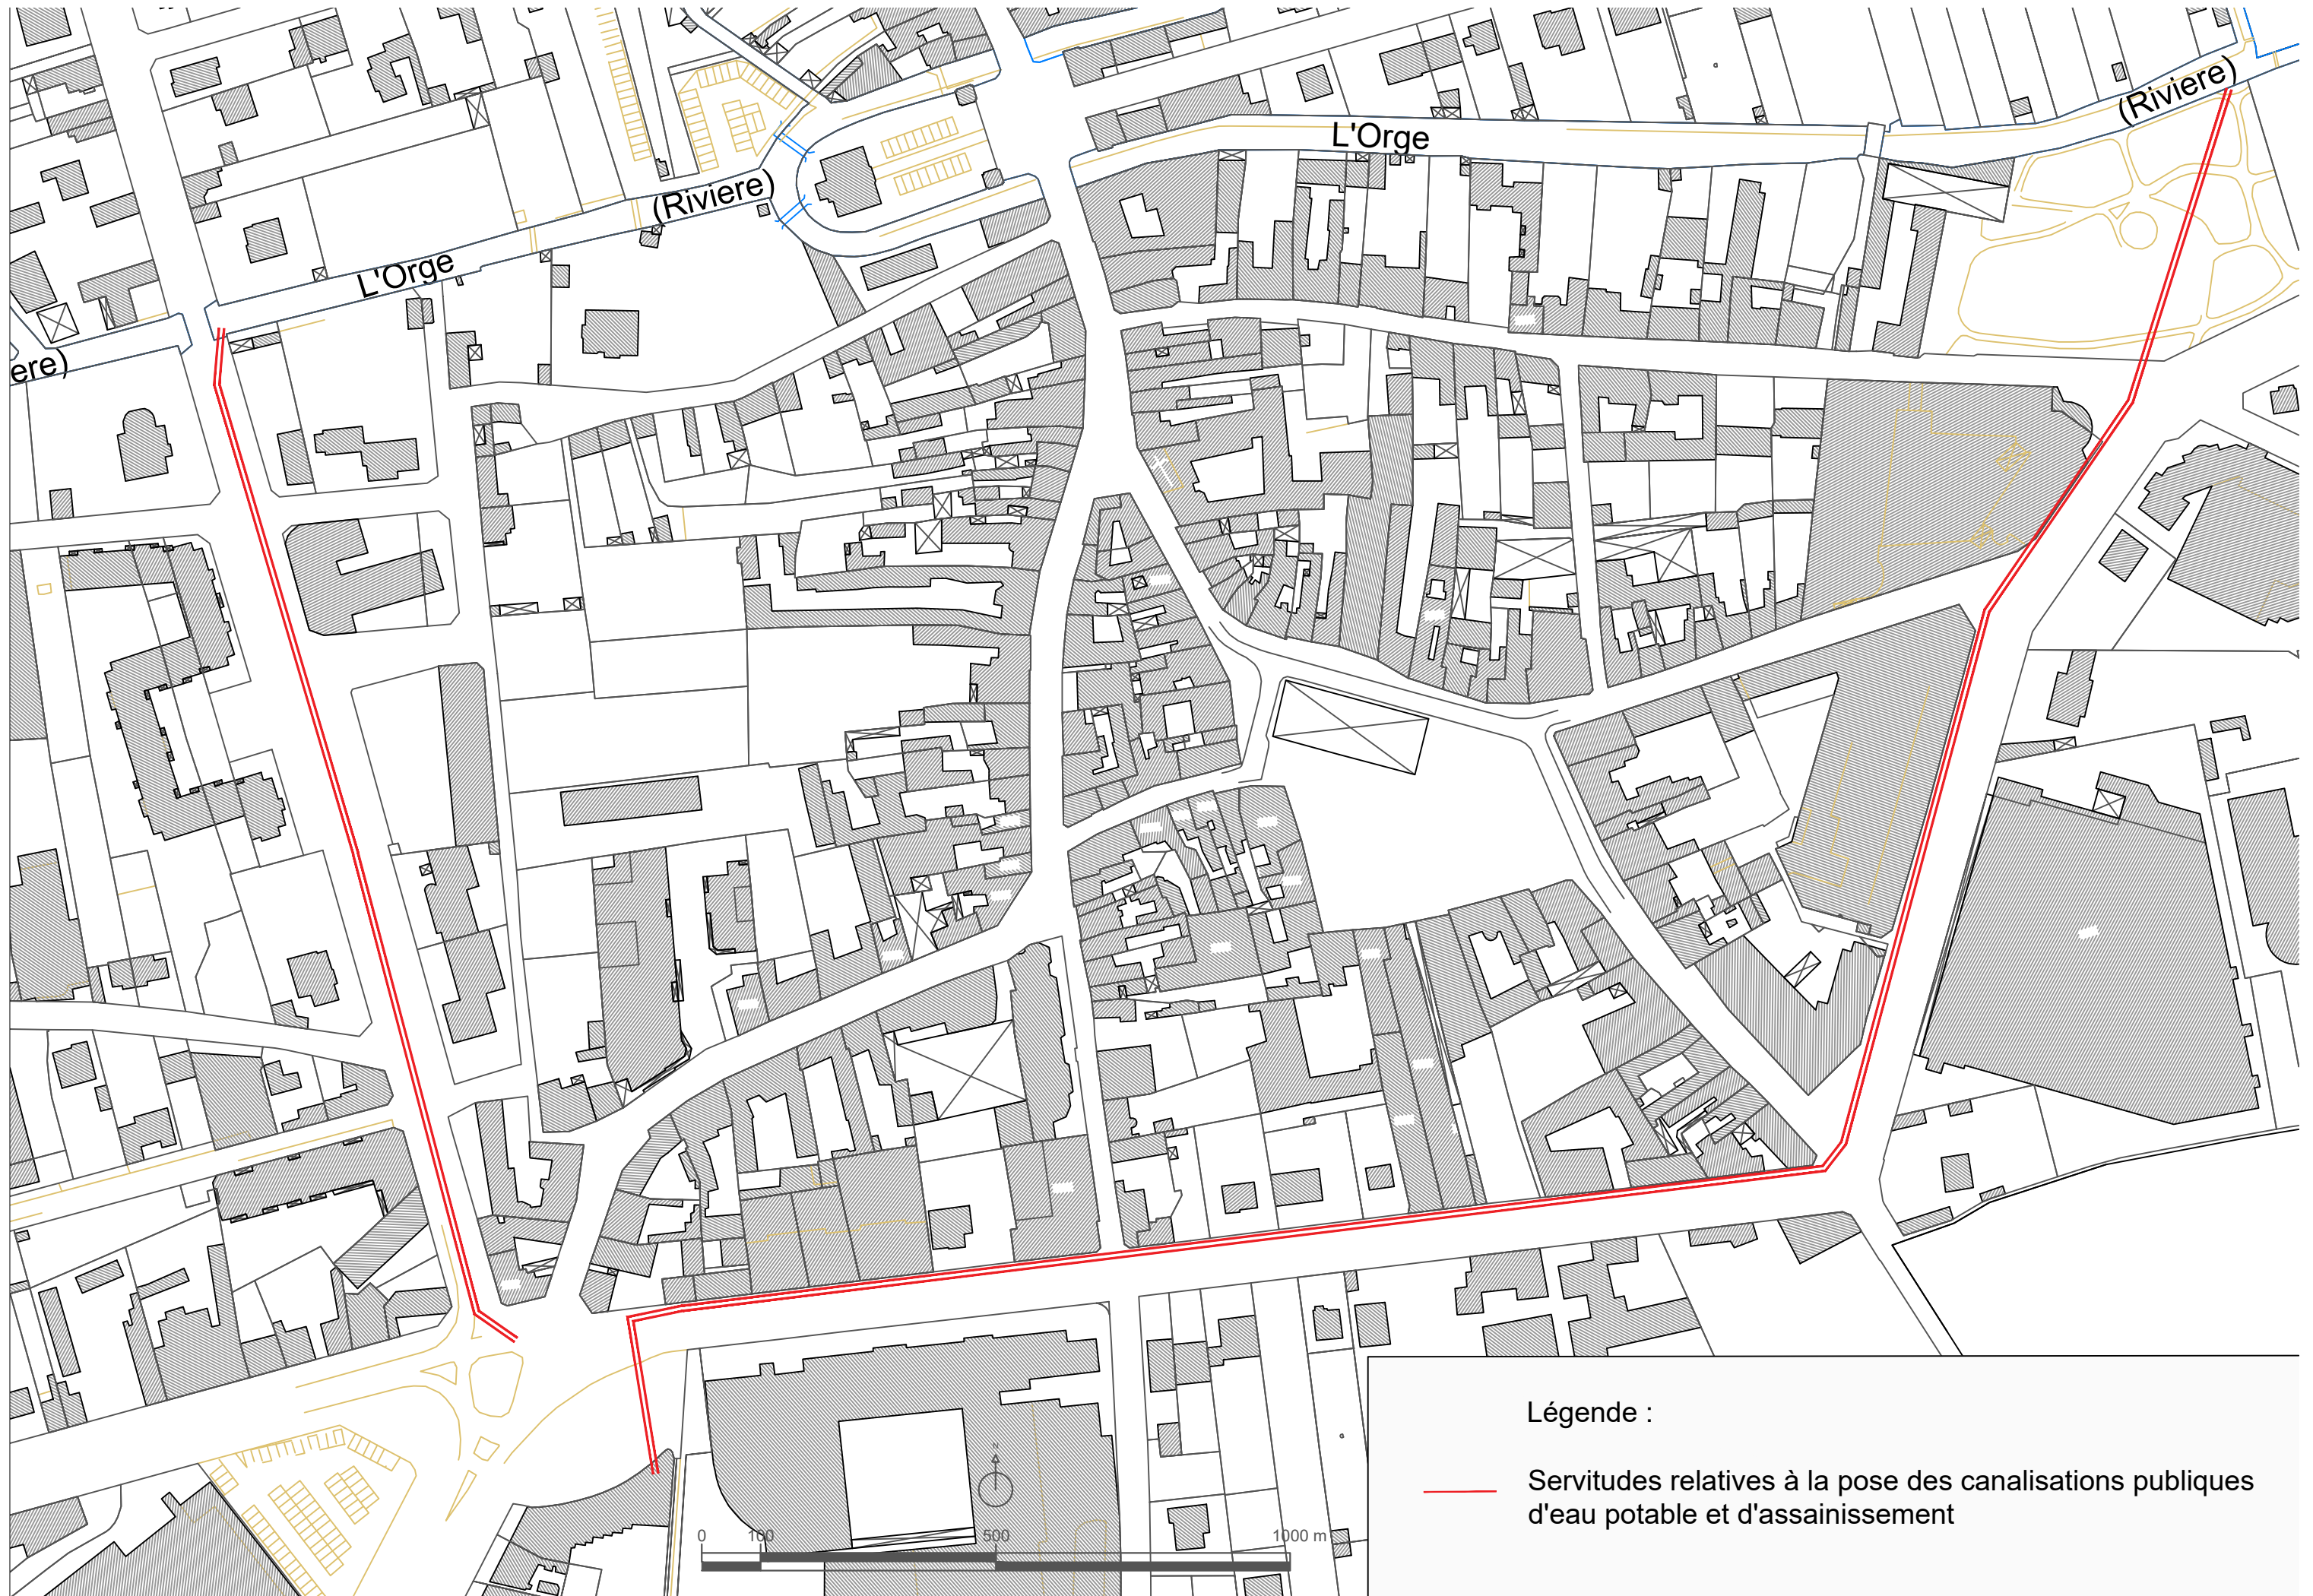 (Riviere)
L'Orge
(Riviere)
L'Orge
ere)
Légende :
Servitudes relatives à la pose des canalisations publiques
d'eau potable et d'assainissement
N
0 100 500 1000 m